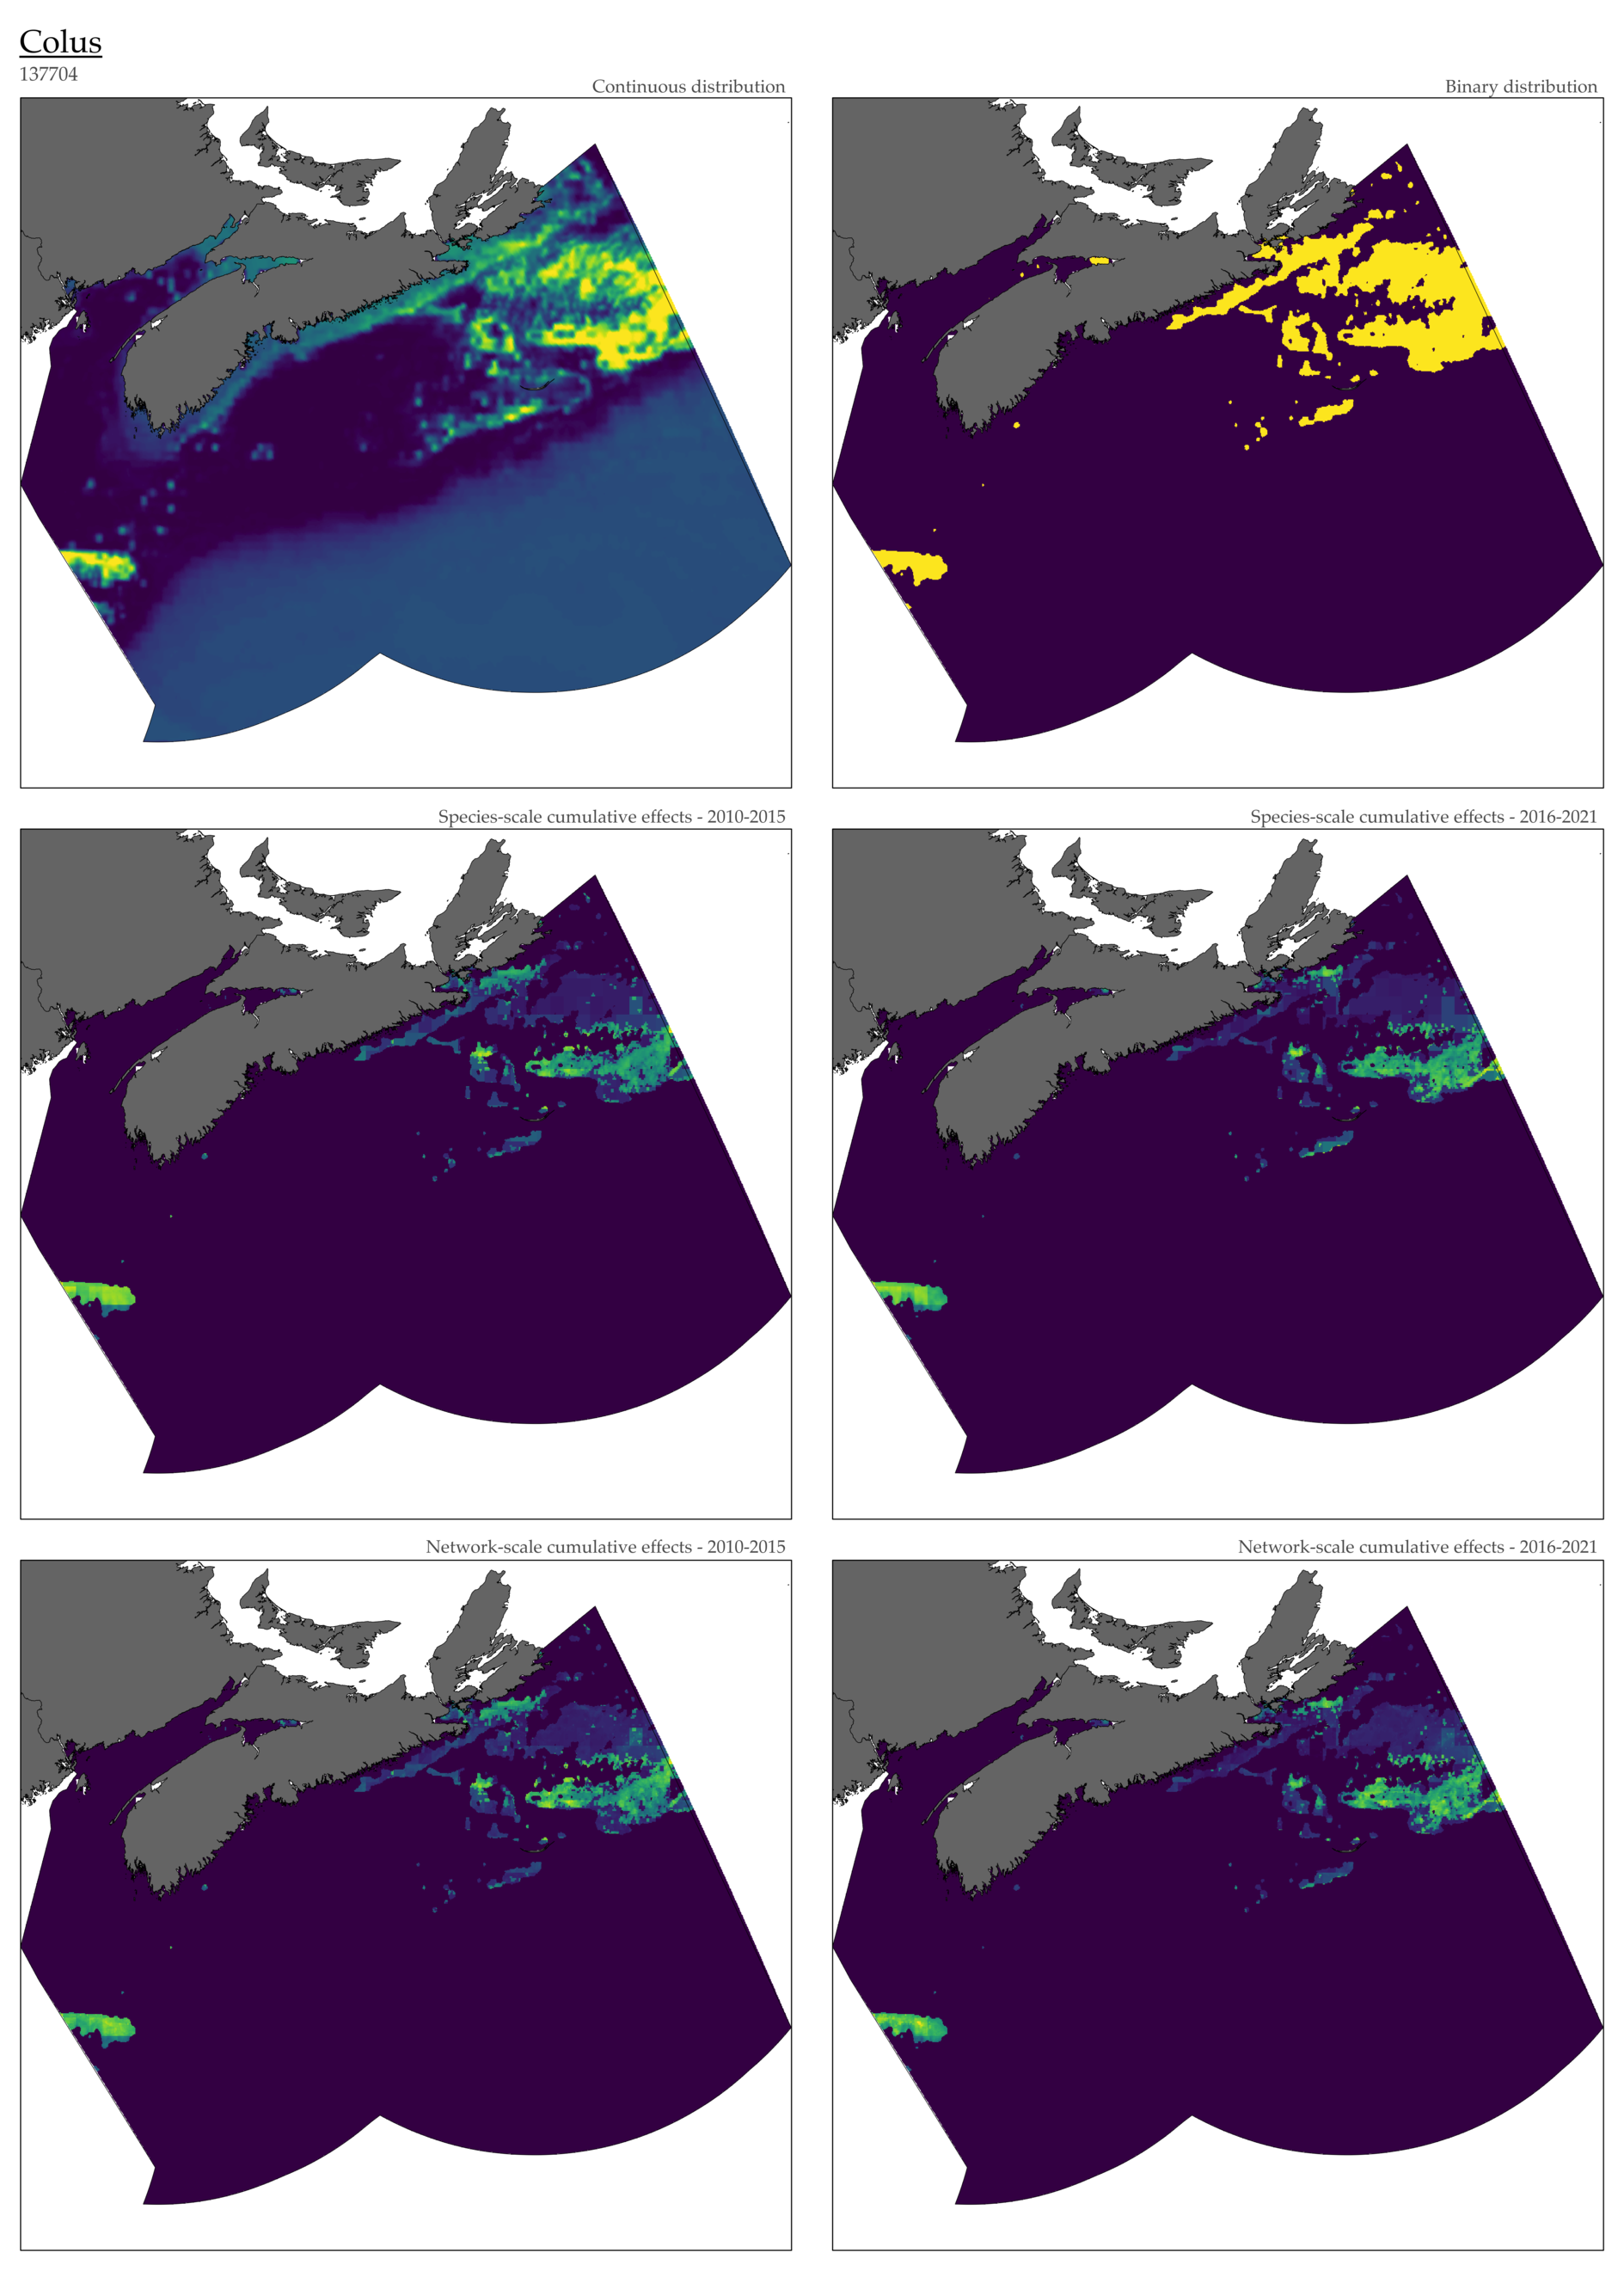 Colus
137704
Continuous distribution
Binary distribution
Species-scale cumulative effects - 2010-2015
Species-scale cumulative effects - 2016-2021
Network-scale cumulative effects - 2010-2015
Network-scale cumulative effects - 2016-2021